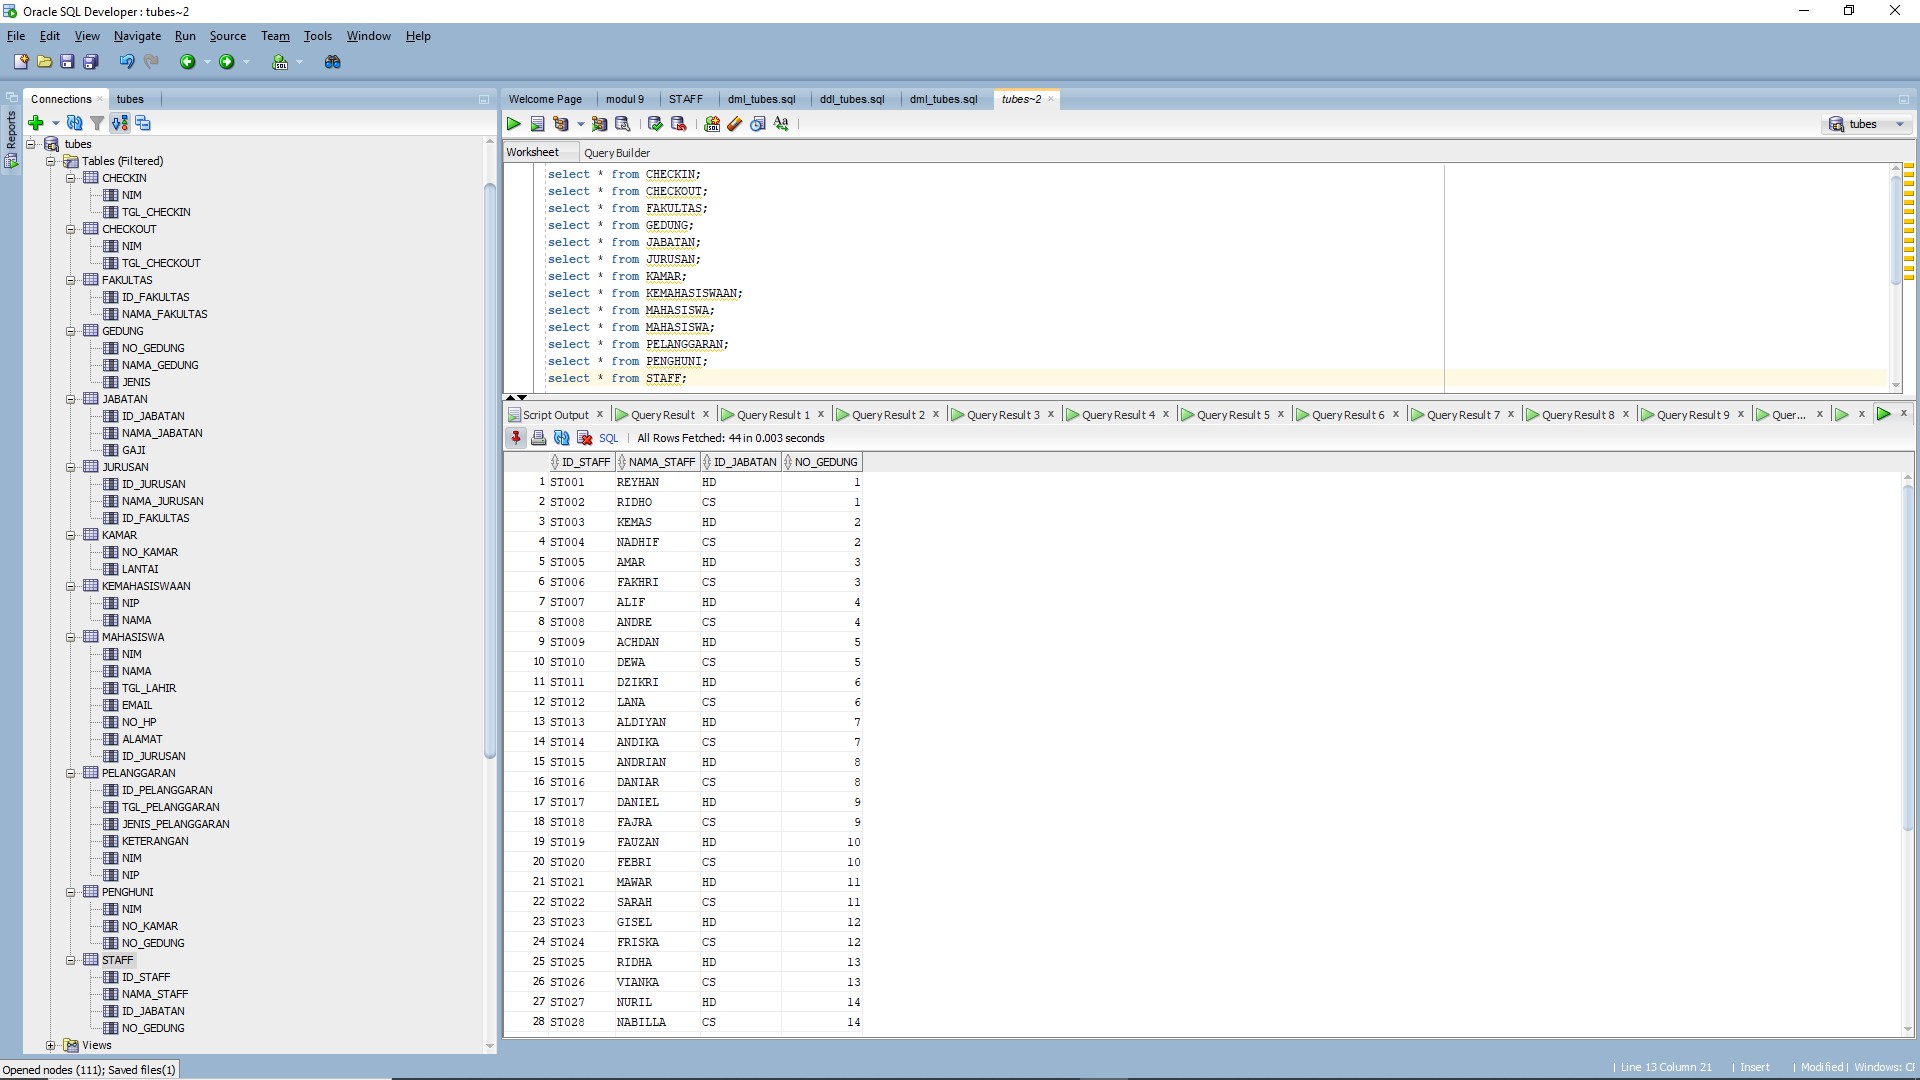 Oracle SQL Developer : tubes~2
File Edit View Navigate Run Source Team Tools Window Help
Reports
Connections
tubes
tubes
Tables (Filtered)
CHECKIN
NIM
TGL_CHECKIN
CHECKOUT
NIM
TGL_CHECKOUT
FAKULTAS
ID_FAKULTAS
NAMA_FAKULTAS
GEDUNG
NO_GEDUNG
NAMA_GEDUNG
JENIS
JABATAN
ID_JABATAN
NAMA_JABATAN
GAJI
JURUSAN
ID_JURUSAN
NAMA_JURUSAN
ID_FAKULTAS
KAMAR
NO_KAMAR
LANTAI
KEMAHASISWAAN
NIP
NAMA
MAHASISWA
NIM
NAMA
TGL_LAHIR
EMAIL
NO_HP
ALAMAT
ID_JURUSAN
PELANGGARAN
ID_PELANGGARAN
TGL_PELANGGARAN
JENIS_PELANGGARAN
KETERANGAN
NIM
NIP
PENGHUNI
NIM
NO_KAMAR
NO_GEDUNG
STAFF
ID_STAFF
NAMA_STAFF
ID_JABATAN
NO_GEDUNG
Views
Welcome Page modul 9 STAFF dml_tubes.sql ddl_tubes.sql dml_tubes.sql tubes~2
tubes
Worksheet Query Builder
select * from CHECKIN;
select * from CHECKOUT;
select * from FAKULTAS;
select * from GEDUNG;
select * from JABATAN;
select * from JURUSAN;
select * from KAMAR;
select * from KEMAHASISWAAN;
select * from MAHASISWA;
select * from MAHASISWA;
select * from PELANGGARAN;
select * from PENGHUNI;
select * from STAFF;
Script Output x Query Result x Query Result 1 x Query Result 2 x Query Result 3 x Query Result 4 x Query Result 5 x Query Result 6 x Query Result 7 x Query Result 8 x Query Result 9 x Quer... x x x
SQL | All Rows Fetched: 44 in 0.003 seconds
ID_STAFF NAMA_STAFF ID_JABATAN NO_GEDUNG
1 ST001 REYHAN HD 1
2 ST002 RIDHO CS 1
3 ST003 KEMAS HD 2
4 ST004 NADHIF CS 2
5 ST005 AMAR HD 3
6 ST006 FAKHRI CS 3
7 ST007 ALIF HD 4
8 ST008 ANDRE CS 4
9 ST009 ACHDAN HD 5
10 ST010 DEWA CS 5
11 ST011 DZIKRI HD 6
12 ST012 LANA CS 6
13 ST013 ALDIYAN HD 7
14 ST014 ANDIKA CS 7
15 ST015 ANDRIAN HD 8
16 ST016 DANIAR CS 8
17 ST017 DANIEL HD 9
18 ST018 FAJRA CS 9
19 ST019 FAUZAN HD 10
20 ST020 FEBRI CS 10
21 ST021 MAWAR HD 11
22 ST022 SARAH CS 11
23 ST023 GISEL HD 12
24 ST024 FRISKA CS 12
25 ST025 RIDHA HD 13
26 ST026 VIANKA CS 13
27 ST027 NURIL HD 14
28 ST028 NABILLA CS 14
Opened nodes (111); Saved files(1)
| Line 13 Column 21 | Insert | Modified | Windows: CF